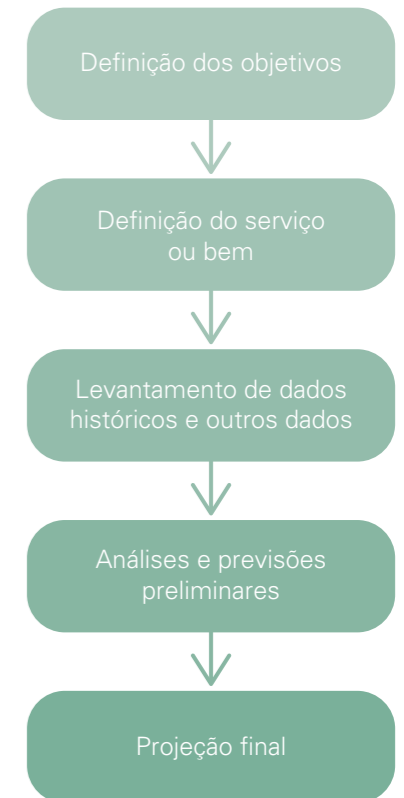 Definição dos objetivos
Definição do serviço
ou bem
Levantamento de dados
históricos e outros dados
Análises e previsões
preliminares
Projeção final